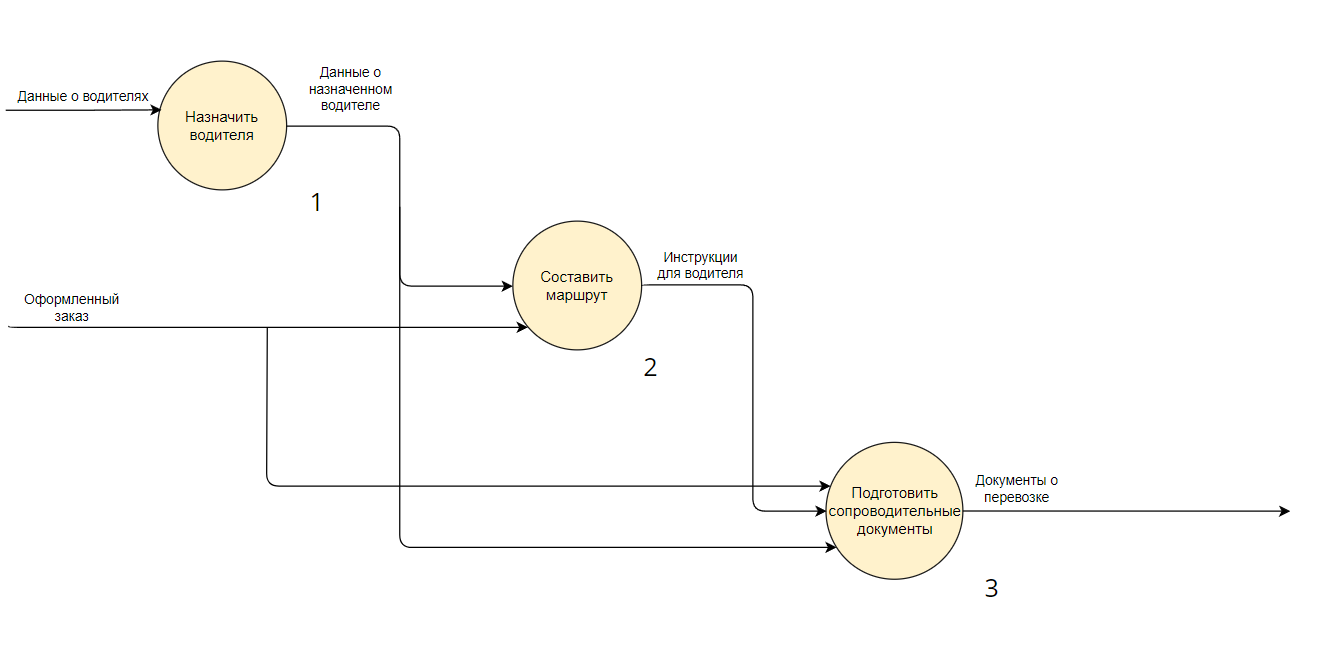 Данные о водителях
Назначить
водителя
Данные о
назначенном
водителе
1
Оформленный
заказ
Составить
маршрут
Инструкции
для водителя
2
Подготовить
сопроводительные
документы
Документы о
перевозке
3